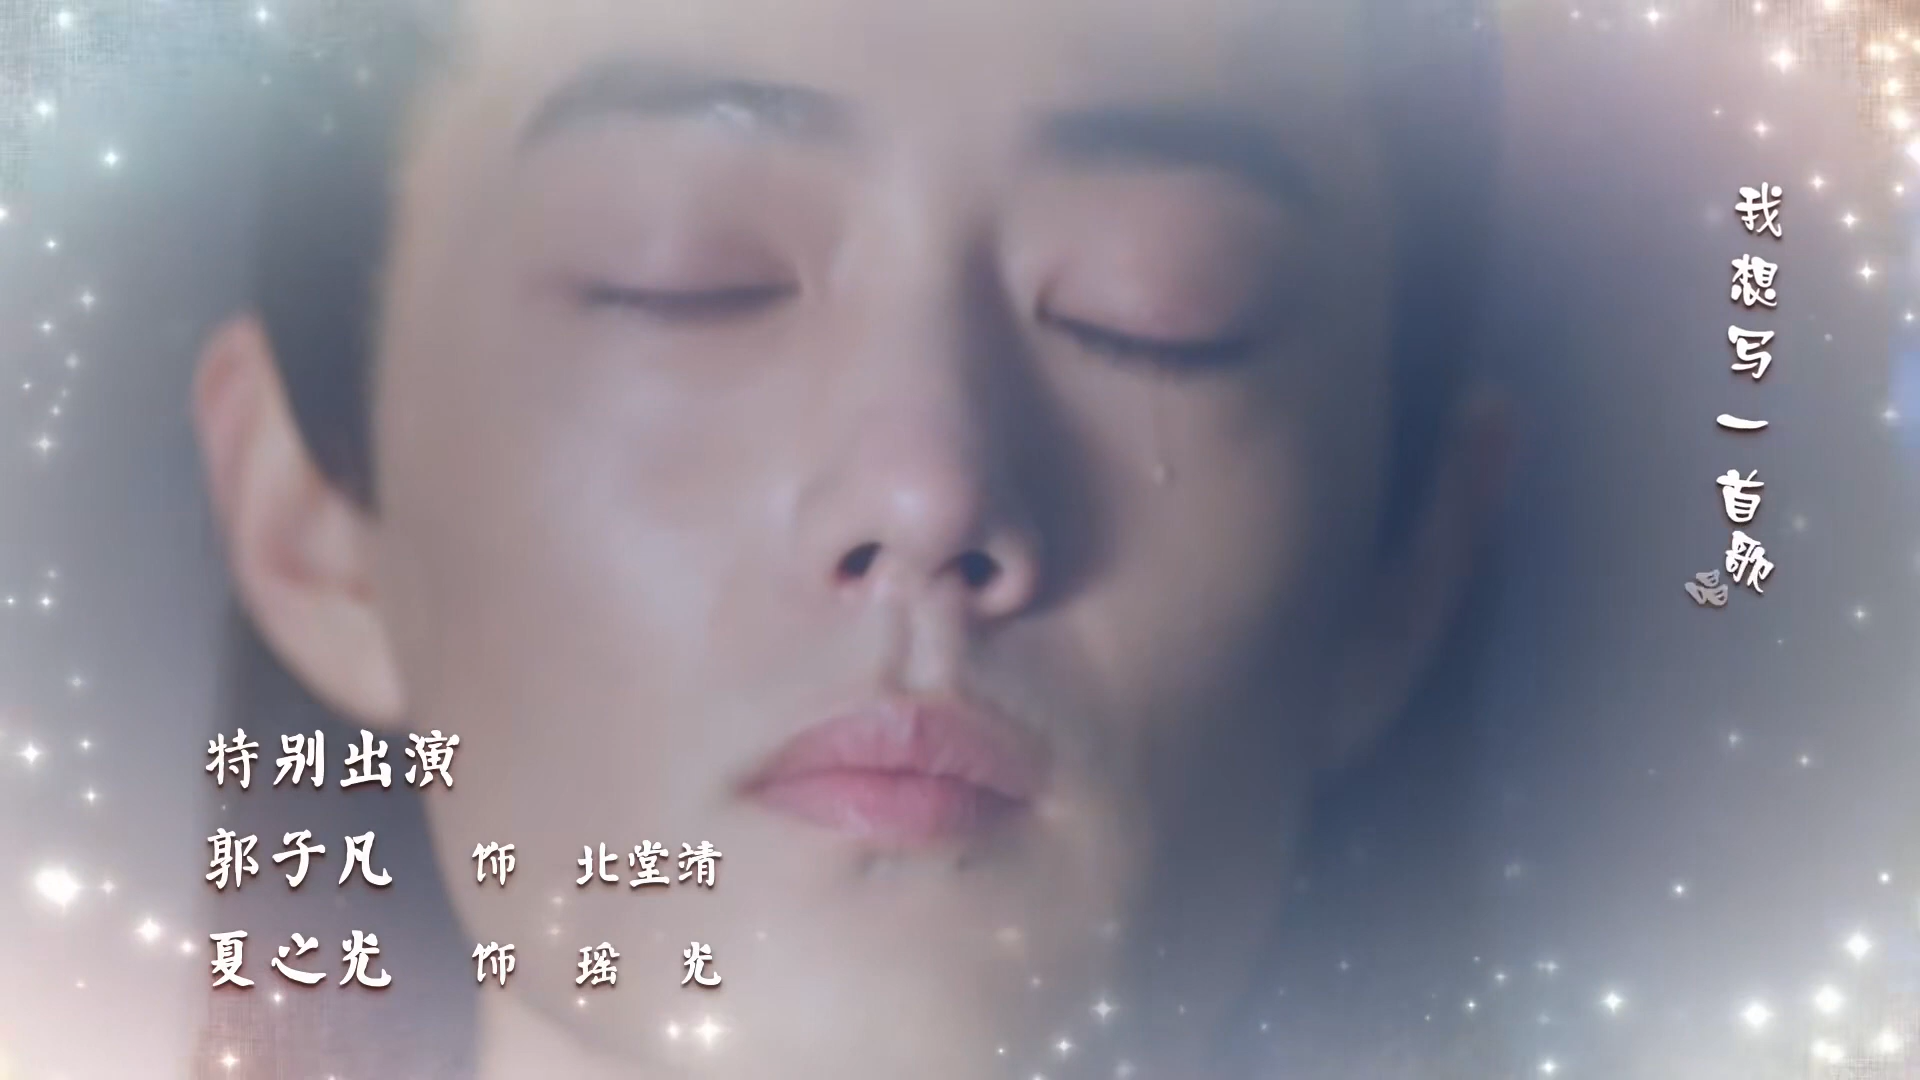 我想写一首歌
唱
特别出演
郭子凡 饰 北堂靖
夏之光 饰 瑶光